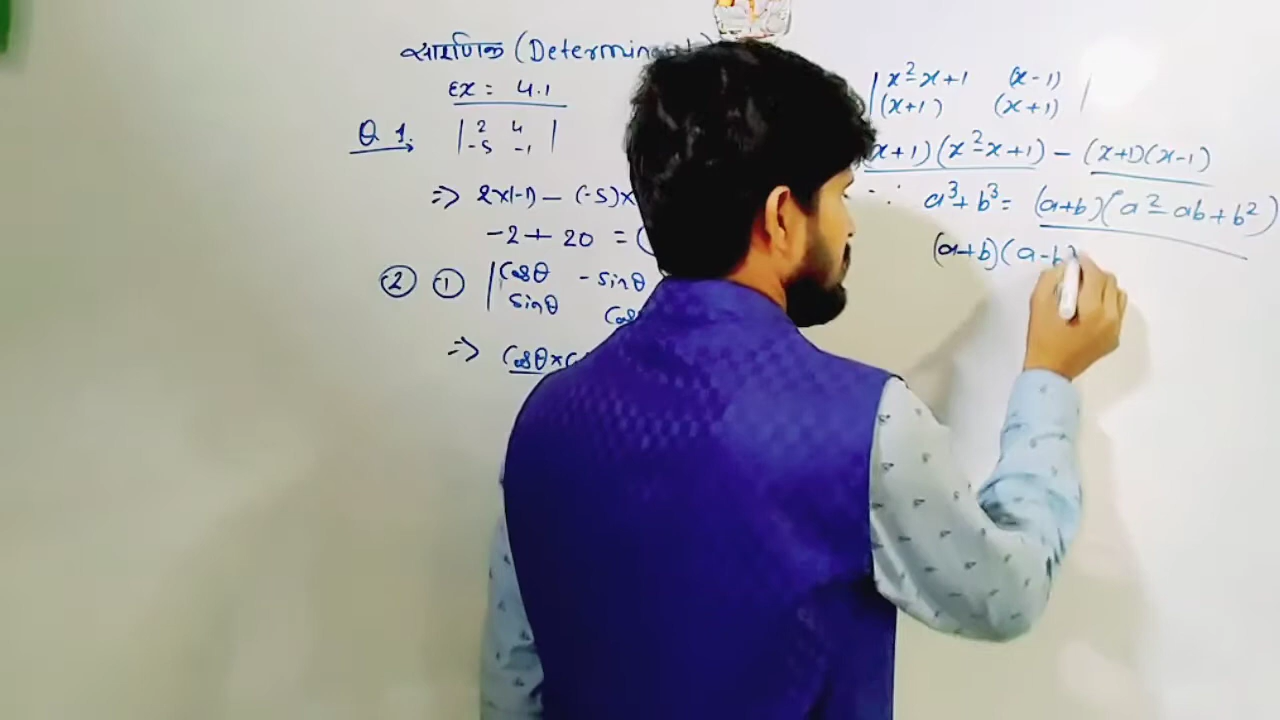 सारणिक (Determinant)
Ex = 4.1
Q 1. | 2 4 |
| -5 -1 |
=> 2x(-1) - (-5)x
-2 + 20 = (
② ① | Cosθ - sinθ
sinθ Cos
=> Cosθ x C
| x²-x+1 (x-1) |
| (x+1) (x+1) |
x+1)(x²-x+1) - (x+1)(x-1)
∵ a³+b³ = (a+b)(a²-ab+b²)
(a+b)(a-b)